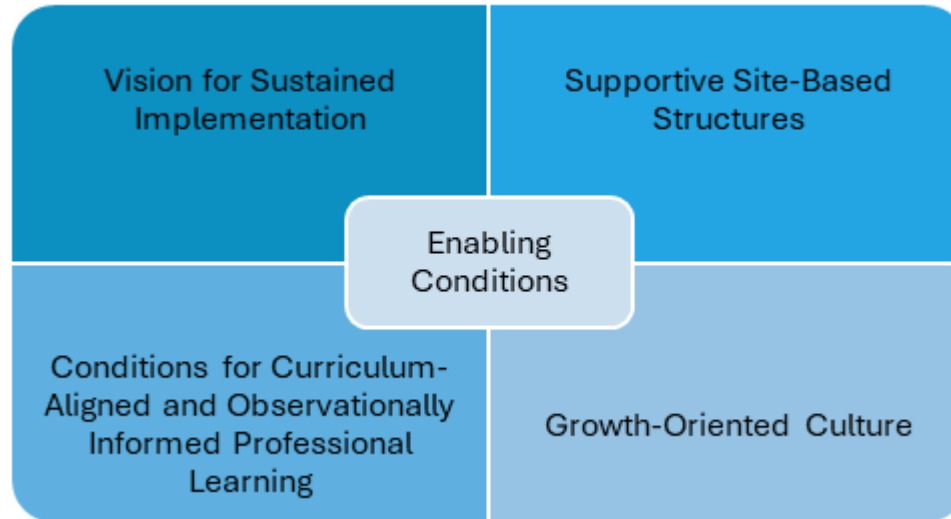 Vision for Sustained
Implementation
Supportive Site-Based
Structures
Enabling
Conditions
Conditions for Curriculum-
Aligned and Observationally
Informed Professional
Learning
Growth-Oriented Culture